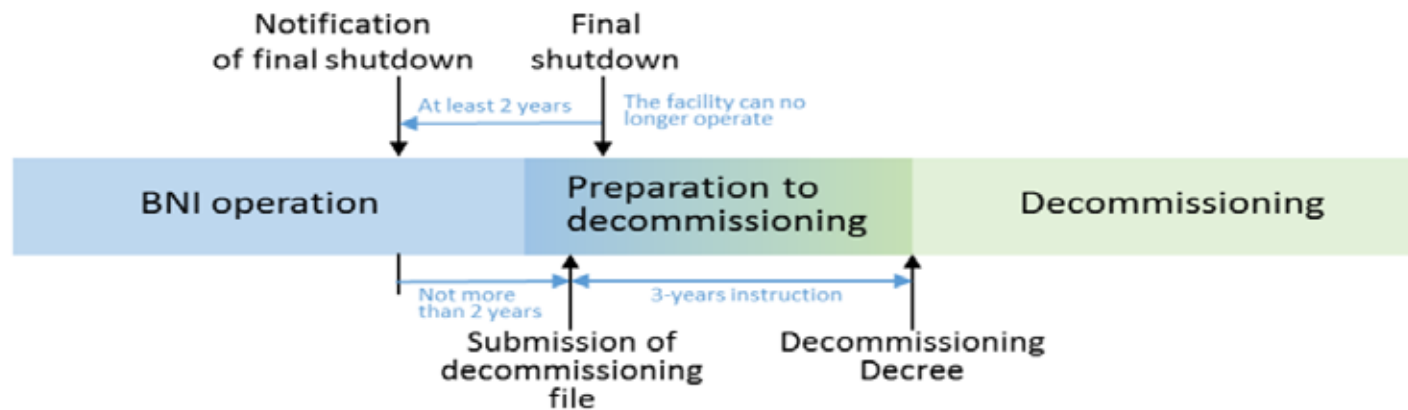 Notification
of final shutdown
Final
shutdown
At least 2 years
The facility can no
longer operate
BNI operation
Preparation to
decommissioning
Decommissioning
Not more
than 2 years
3-years instruction
Submission of
decommissioning
file
Decommissioning
Decree